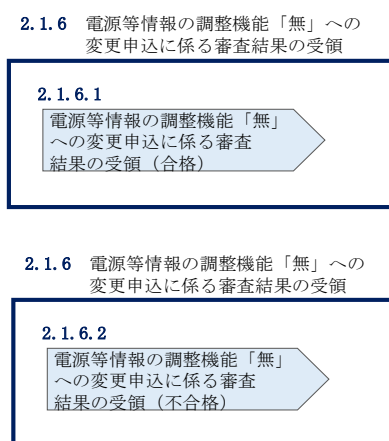 2.1.6 電源等情報の調整機能「無」への
変更申込に係る審査結果の受領
2.1.6.1
電源等情報の調整機能「無」
への変更申込に係る審査
結果の受領（合格）
2.1.6 電源等情報の調整機能「無」への
変更申込に係る審査結果の受領
2.1.6.2
電源等情報の調整機能「無」
への変更申込に係る審査
結果の受領（不合格）